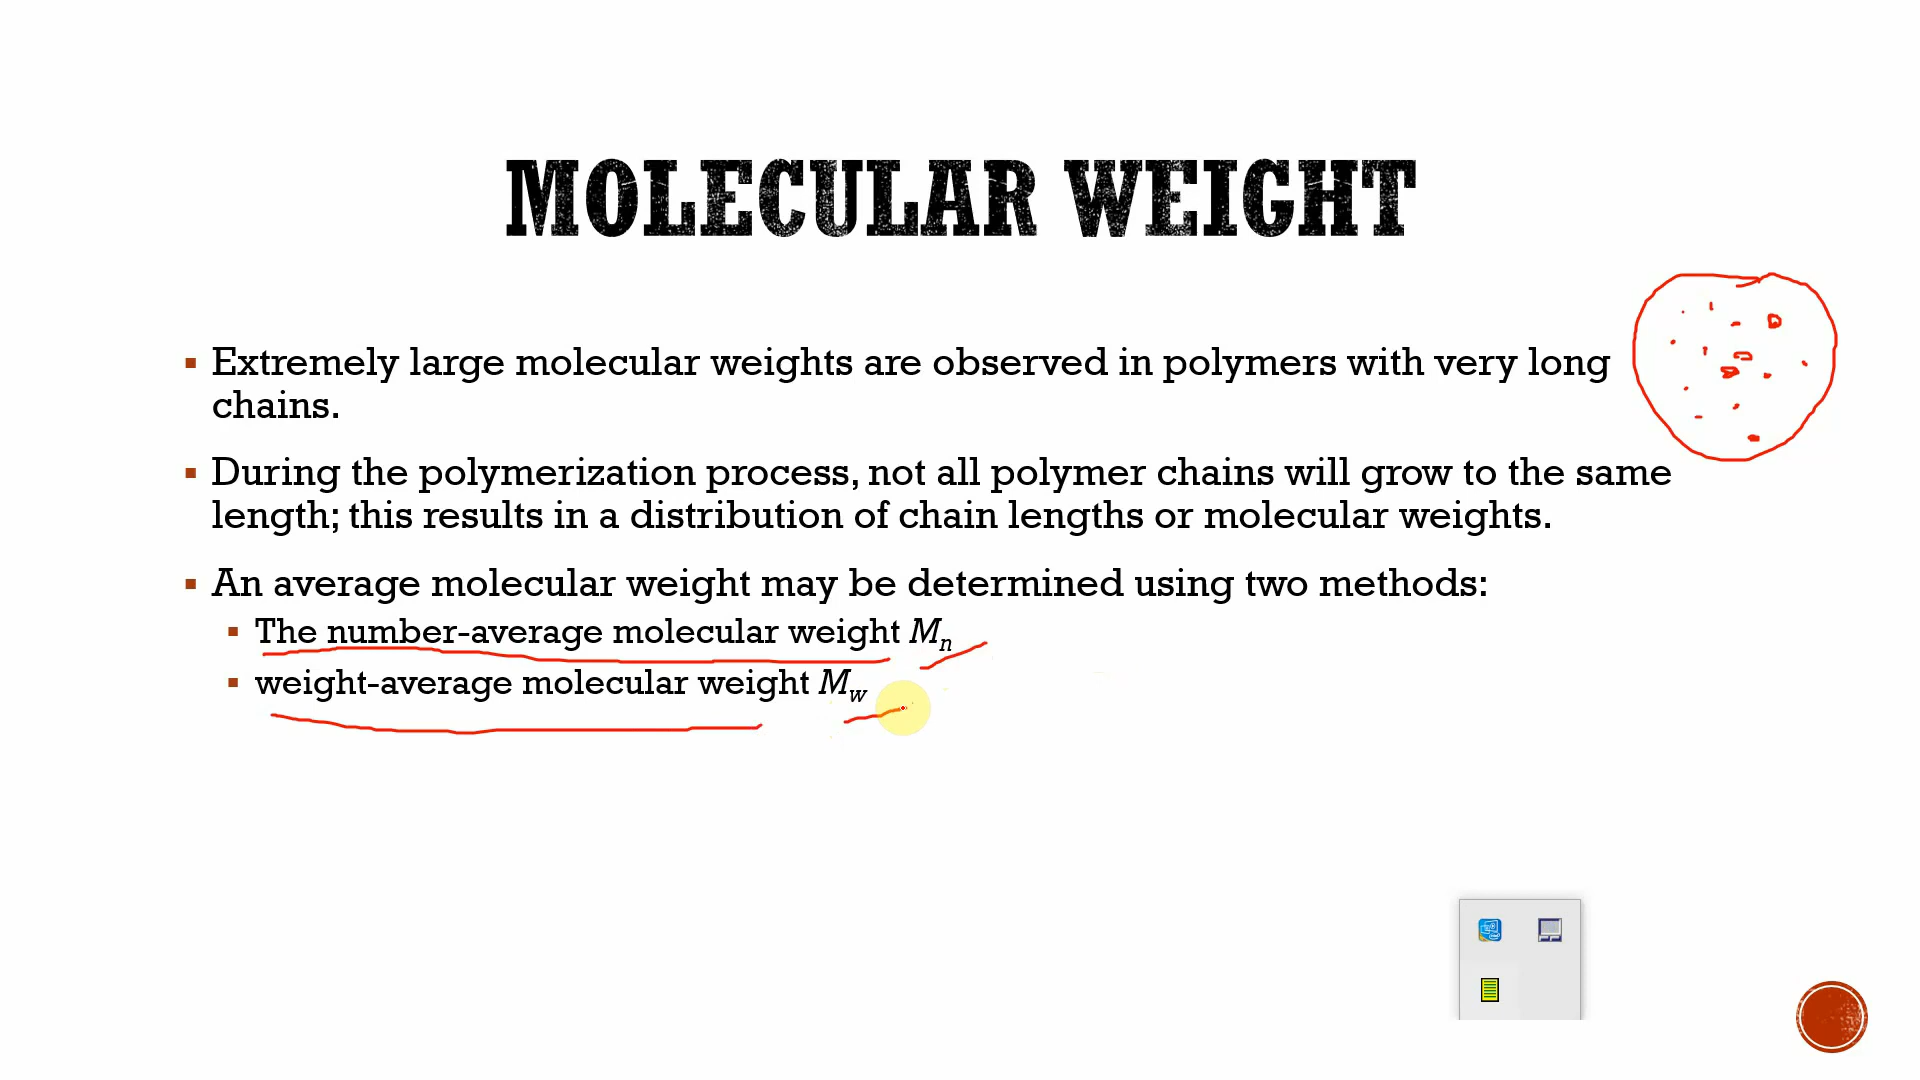 MOLECULAR WEIGHT
▪ Extremely large molecular weights are observed in polymers with very long
chains.
▪ During the polymerization process, not all polymer chains will grow to the same
length; this results in a distribution of chain lengths or molecular weights.
▪ An average molecular weight may be determined using two methods:
▪ The number-average molecular weight Mn
▪ weight-average molecular weight Mw